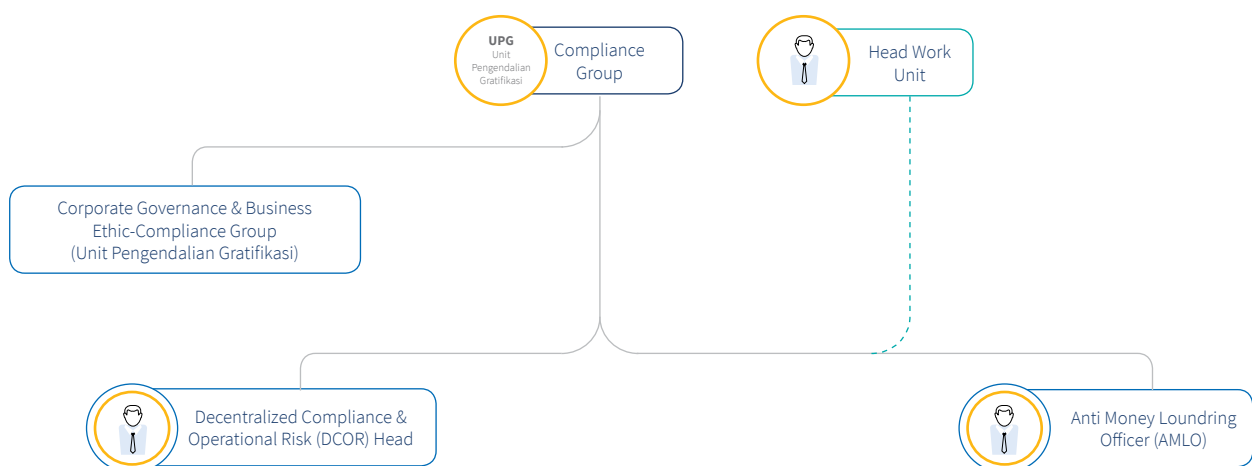 UPG
Unit
Pengendalian
Gratifikasi
Compliance
Group
Head Work
Unit
Corporate Governance & Business
Ethic-Compliance Group
(Unit Pengendalian Gratifikasi)
Decentralized Compliance &
Operational Risk (DCOR) Head
Anti Money Loundring
Officer (AMLO)